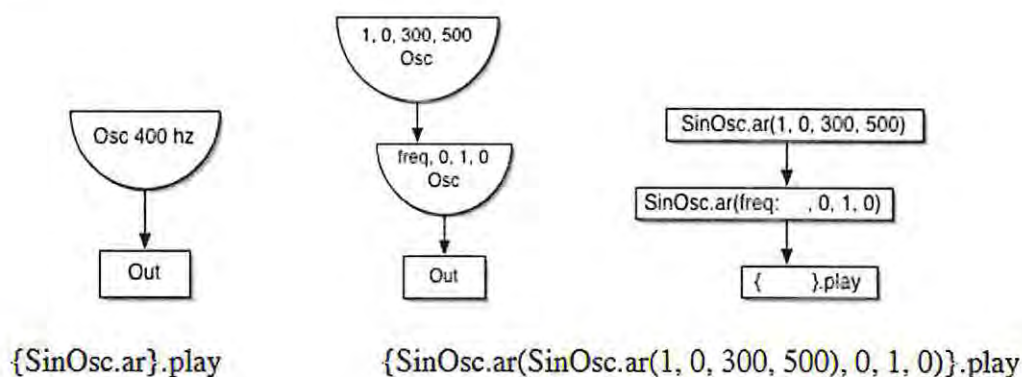 Osc 400 hz
Out
1, 0, 300, 500
Osc
freq, 0, 1, 0
Osc
Out
SinOsc.ar(1, 0, 300, 500)
SinOsc.ar(freq: , 0, 1, 0)
{ }.play
{SinOsc.ar}.play
{SinOsc.ar(SinOsc.ar(1, 0, 300, 500), 0, 1, 0)}.play